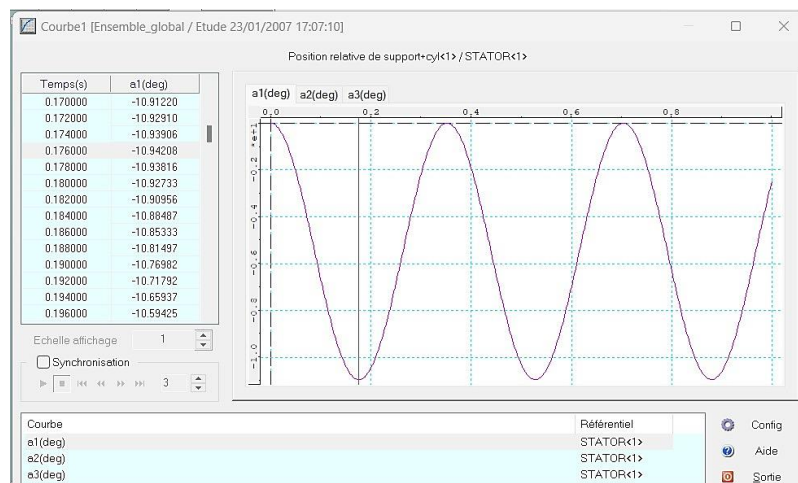 Courbe1 [Ensemble_global / Etude 23/01/2007 17:07:10]
Position relative de support+cyl<1> / STATOR<1>
Temps(s) a1(deg)
0.170000 -10.91220
0.172000 -10.92910
0.174000 -10.93906
0.176000 -10.94208
0.178000 -10.93816
0.180000 -10.92733
0.182000 -10.90956
0.184000 -10.88487
0.186000 -10.85333
0.188000 -10.81497
0.190000 -10.76982
0.192000 -10.71792
0.194000 -10.65937
0.196000 -10.59425
Echelle affichage 1
Synchronisation
3
a1(deg) a2(deg) a3(deg)
0.0 0.2 0.4 0.6 0.8
*e+1
-0.2
-0.4
-0.6
-0.8
-1.0
Courbe Référentiel
a1(deg) STATOR<1>
a2(deg) STATOR<1>
a3(deg) STATOR<1>
Config
Aide
Sortie